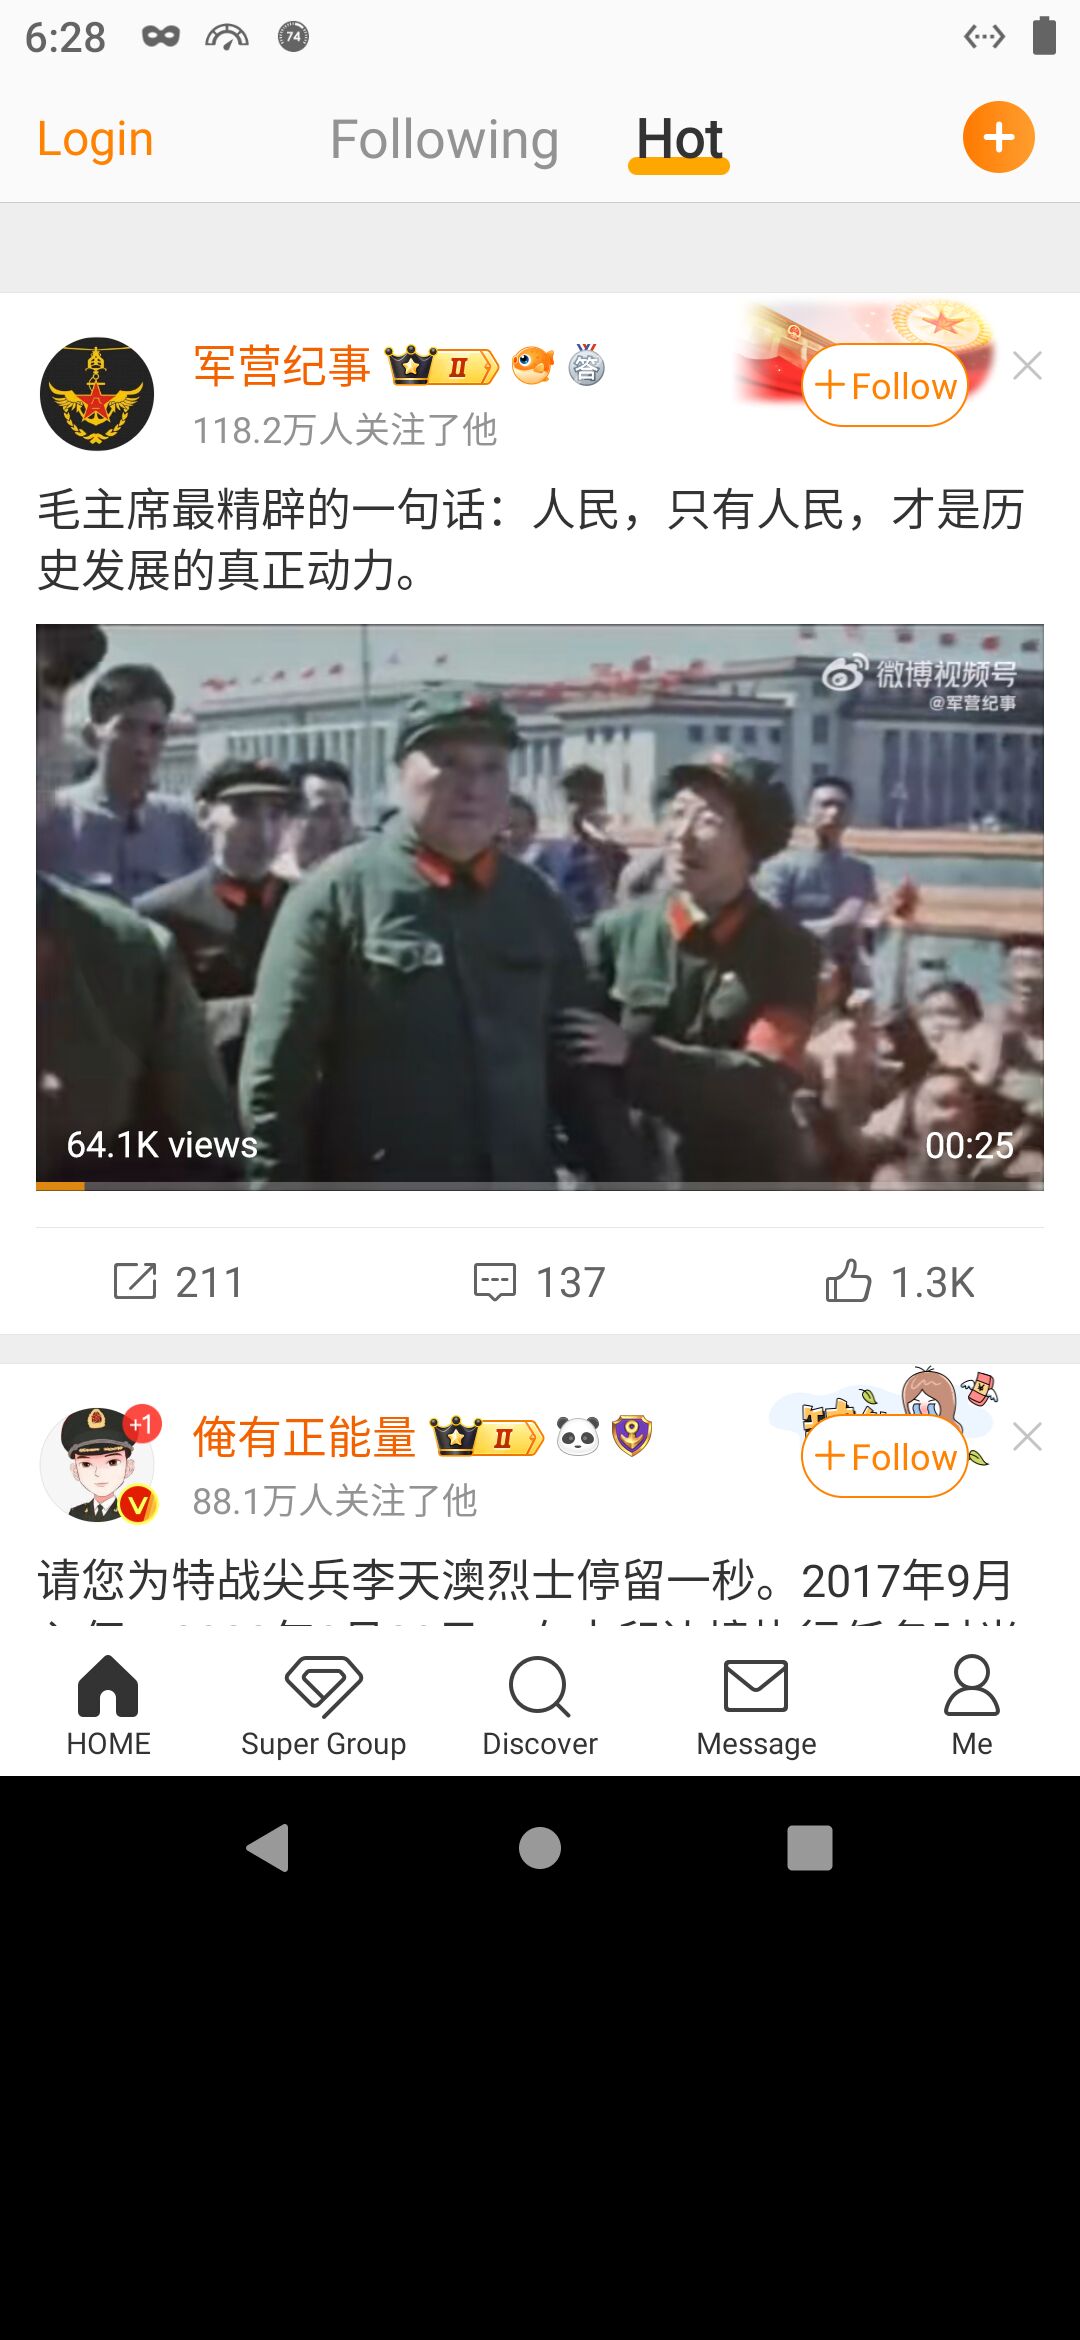 6:28
74
Login
Following
Hot
军营纪事
II
答
118.2万人关注了他
+Follow
毛主席最精辟的一句话：人民，只有人民，才是历
史发展的真正动力。
微博视频号
@军营纪事
64.1K views
00:25
211
137
1.3K
+1
V
俺有正能量
II
88.1万人关注了他
+Follow
请您为特战尖兵李天澳烈士停留一秒。2017年9月
HOME
Super Group
Discover
Message
Me